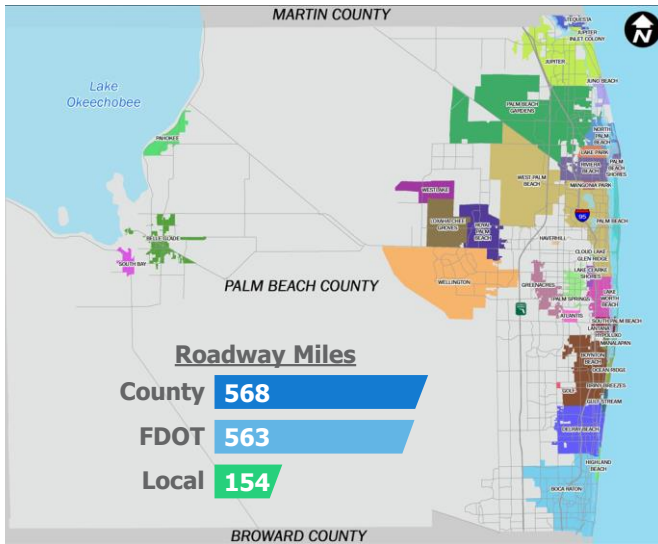 MARTIN COUNTY
TEQUESTA
JUPITER
INLET COLONY
N
JUPITER
JUNO BEACH
Lake
Okeechobee
PALM BEACH
GARDENS
PAHOKEE
NORTH
PALM
BEACH
LAKE PARK
RIVIERA
BEACH
PALM
BEACH
SHORES
WEST PALM
BEACH
MANGONIA PARK
WESTLAKE
95
PALM BEACH
LOXAHATCHEE
GROVES
ROYAL
PALM
BEACH
BELLE GLADE
HAVERHILL
CLOUD LAKE
GLEN RIDGE
SOUTH BAY
LAKE CLARKE
SHORES
PALM BEACH COUNTY
WELLINGTON
GREENACRES
PALM SPRINGS
LAKE
WORTH
BEACH
ATLANTIS
SOUTH PALM BEACH
LANTANA
HYPOLUXO
MANALAPAN
Roadway Miles
BOYNTON
BEACH
OCEAN RIDGE
County 568
BRINY BREEZES
GOLF
GULF STREAM
FDOT 563
DELRAY BEACH
Local 154
HIGHLAND
BEACH
BOCA RATON
BROWARD COUNTY